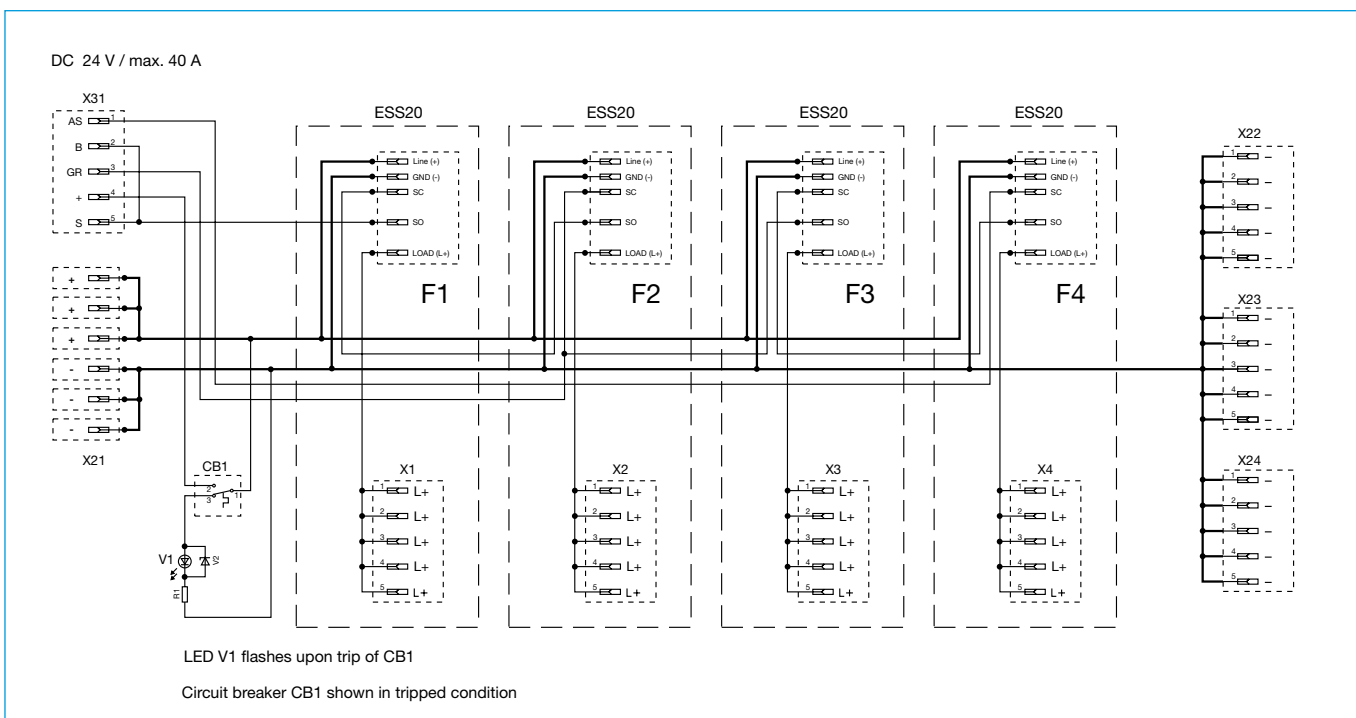 DC 24 V / max. 40 A
X31
AS 1
B 2
GR 3
+ 4
S 5
+
+
+
-
-
-
X21
CB1
2
3
1
V1
V2
R1
ESS20
Line (+)
GND (-)
SC
SO
LOAD (L+)
F1
X1
1 L+
2 L+
3 L+
4 L+
5 L+
ESS20
Line (+)
GND (-)
SC
SO
LOAD (L+)
F2
X2
1 L+
2 L+
3 L+
4 L+
5 L+
ESS20
Line (+)
GND (-)
SC
SO
LOAD (L+)
F3
X3
1 L+
2 L+
3 L+
4 L+
5 L+
ESS20
Line (+)
GND (-)
SC
SO
LOAD (L+)
F4
X4
1 L+
2 L+
3 L+
4 L+
5 L+
X22
1 –
2 –
3 –
4 –
5 –
X23
1 –
2 –
3 –
4 –
5 –
X24
1 –
2 –
3 –
4 –
5 –
LED V1 flashes upon trip of CB1
Circuit breaker CB1 shown in tripped condition